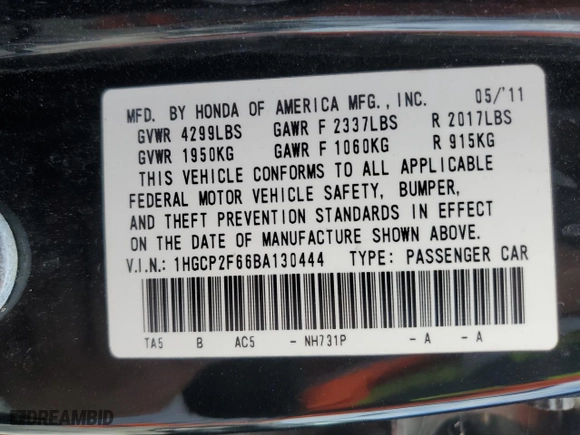 MFD. BY HONDA OF AMERICA MFG., INC. 05/'11
GVWR 4299LBS GAWR F 2337LBS R 2017LBS
GVWR 1950KG GAWR F 1060KG R 915KG
THIS VEHICLE CONFORMS TO ALL APPLICABLE
FEDERAL MOTOR VEHICLE SAFETY, BUMPER,
AND THEFT PREVENTION STANDARDS IN EFFECT
ON THE DATE OF MANUFACTURE SHOWN ABOVE.
V.I.N.: 1HGCP2F66BA130444 TYPE: PASSENGER CAR
TA5 B AC5 - NH731P - A - A
DREAMBID